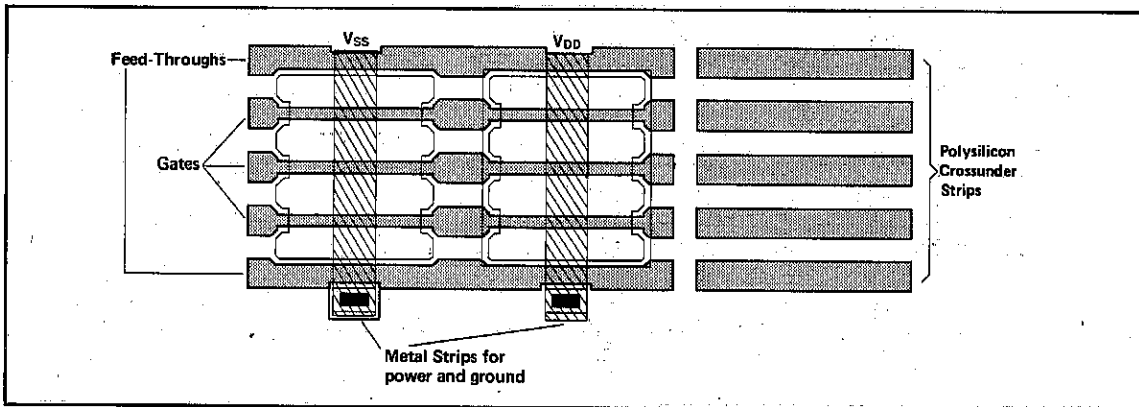 VSS
VDD
Feed-Throughs
Gates
Polysilicon
Crossunder
Strips
Metal Strips for
power and ground